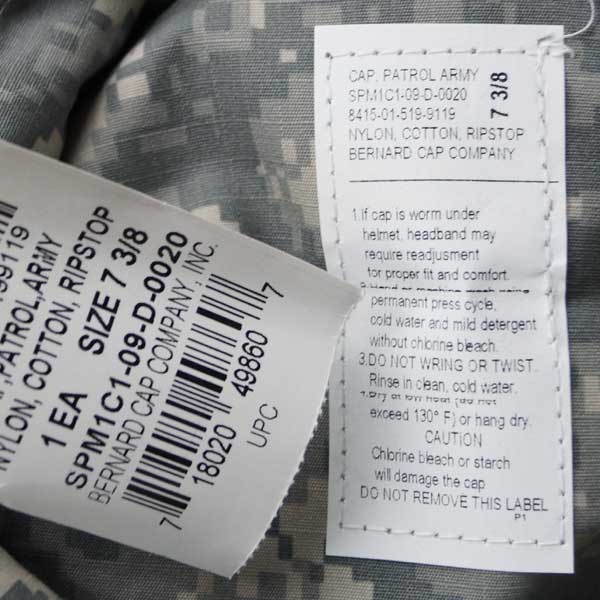 CAP, PATROL ARMY
SPM1C1-09-D-0020
8415-01-519-9119
NYLON, COTTON, RIPSTOP
BERNARD CAP COMPANY
7 3/8
1.If cap is worm under
helmet, headband may
require readjusment
for proper fit and comfort.
permanent press cycle,
cold water and mild detergent
without chlorine bleach.
3.DO NOT WRING OR TWIST.
Rinse in clean, cold water.
exceed 130° F) or hang dry.
CAUTION
Chlorine bleach or starch
will damage the cap
DO NOT REMOVE THIS LABEL
P1
99119
,PATROL,ARMY
NYLON, COTTON, RIPSTOP
1 EA SIZE 7 3/8
SPM1C1-09-D-0020
BERNARD CAP COMPANY, INC.
7 18020 49860 7
UPC